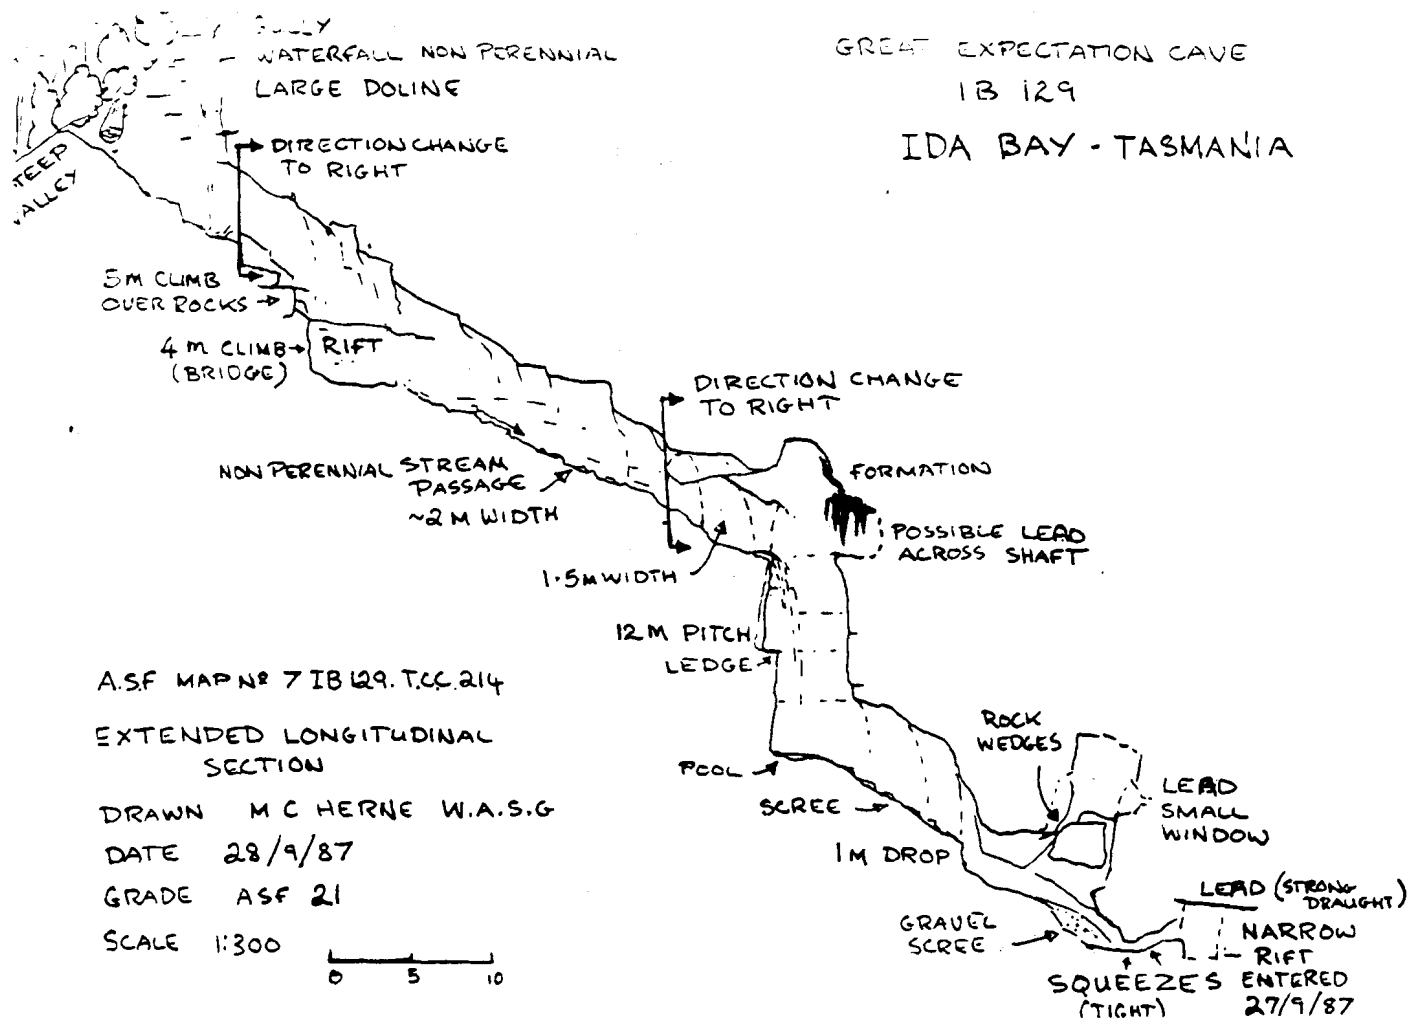 GULLY
WATERFALL NON PERENNIAL
LARGE DOLINE
GREAT EXPECTATION CAVE
IB 129
IDA BAY - TASMANIA
DIRECTION CHANGE
TO RIGHT
STEEP
VALLEY
5M CLIMB
OVER ROCKS
4 M CLIMB
(BRIDGE)
RIFT
DIRECTION CHANGE
TO RIGHT
NON PERENNIAL STREAM
PASSAGE
~2 M WIDTH
FORMATION
POSSIBLE LEAD
ACROSS SHAFT
1.5M WIDTH
12 M PITCH
LEDGE
A.S.F MAP No 7 IB 129. T.C.C. 214
EXTENDED LONGITUDINAL
SECTION
DRAWN M C HERNE W.A.S.G
DATE 28/9/87
GRADE ASF 21
SCALE 1:300
0 5 10
POOL
SCREE
1M DROP
ROCK
WEDGES
LEAD
SMALL
WINDOW
GRAVEL
SCREE
LEAD (STRONG
DRAUGHT)
NARROW
RIFT
ENTERED
27/9/87
SQUEEZES
(TIGHT)